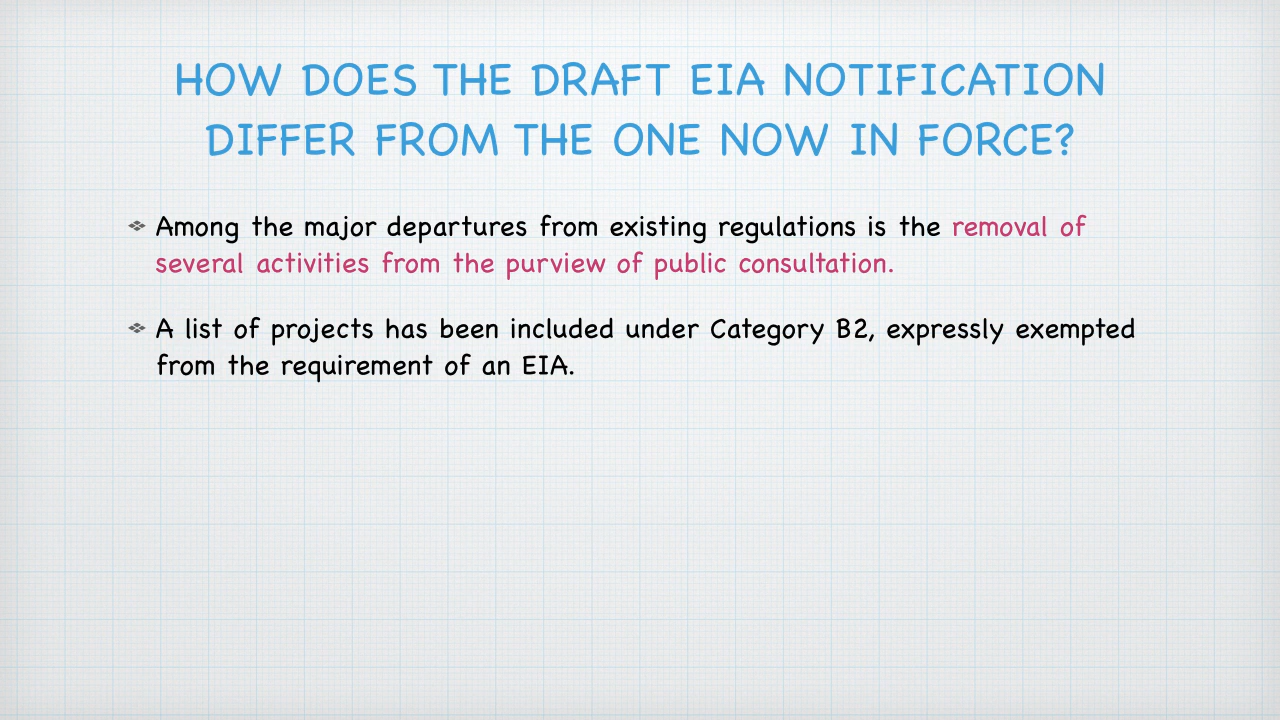 HOW DOES THE DRAFT EIA NOTIFICATION
DIFFER FROM THE ONE NOW IN FORCE?
❖ Among the major departures from existing regulations is the removal of
several activities from the purview of public consultation.
❖ A list of projects has been included under Category B2, expressly exempted
from the requirement of an EIA.